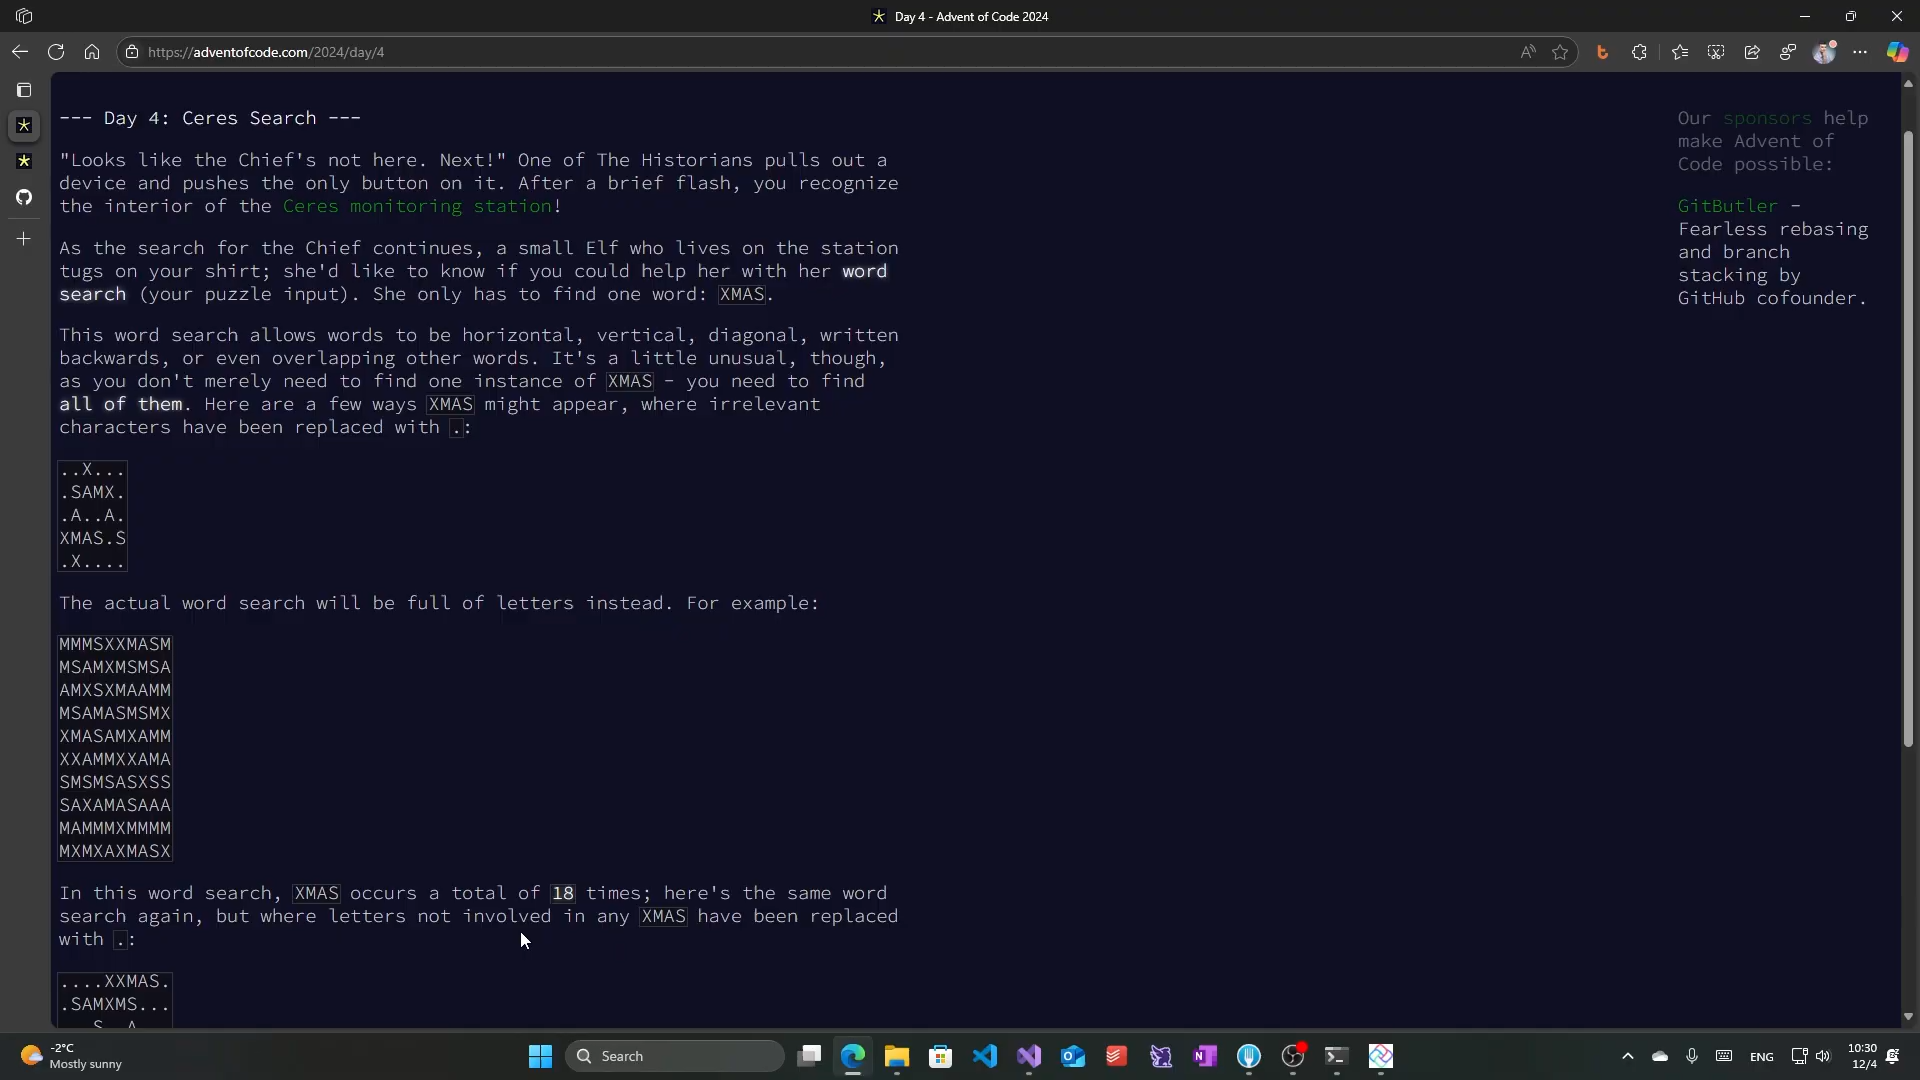 Day 4 - Advent of Code 2024
https://adventofcode.com/2024/day/4
--- Day 4: Ceres Search ---
"Looks like the Chief's not here. Next!" One of The Historians pulls out a
device and pushes the only button on it. After a brief flash, you recognize
the interior of the Ceres monitoring station!
As the search for the Chief continues, a small Elf who lives on the station
tugs on your shirt; she'd like to know if you could help her with her word
search (your puzzle input). She only has to find one word: XMAS.
This word search allows words to be horizontal, vertical, diagonal, written
backwards, or even overlapping other words. It's a little unusual, though,
as you don't merely need to find one instance of XMAS - you need to find
all of them. Here are a few ways XMAS might appear, where irrelevant
characters have been replaced with .:
..X...
.SAMX.
.A..A.
XMAS.S
.X....
The actual word search will be full of letters instead. For example:
MMMSXXMASM
MSAMXMSMSA
AMXSXMAAMM
MSAMASMSMX
XMASAMXAMM
XXAMMXXAMA
SMSMSASXSS
SAXAMASAAA
MAMMMXMMMM
MXMXAXMASX
In this word search, XMAS occurs a total of 18 times; here's the same word
search again, but where letters not involved in any XMAS have been replaced
with .:
....XXMAS.
.SAMXMS...
...S..A...
Our sponsors help
make Advent of
Code possible:
GitButler -
Fearless rebasing
and branch
stacking by
GitHub cofounder.
-2°C
Mostly sunny
Search
ENG
10:30
12/4